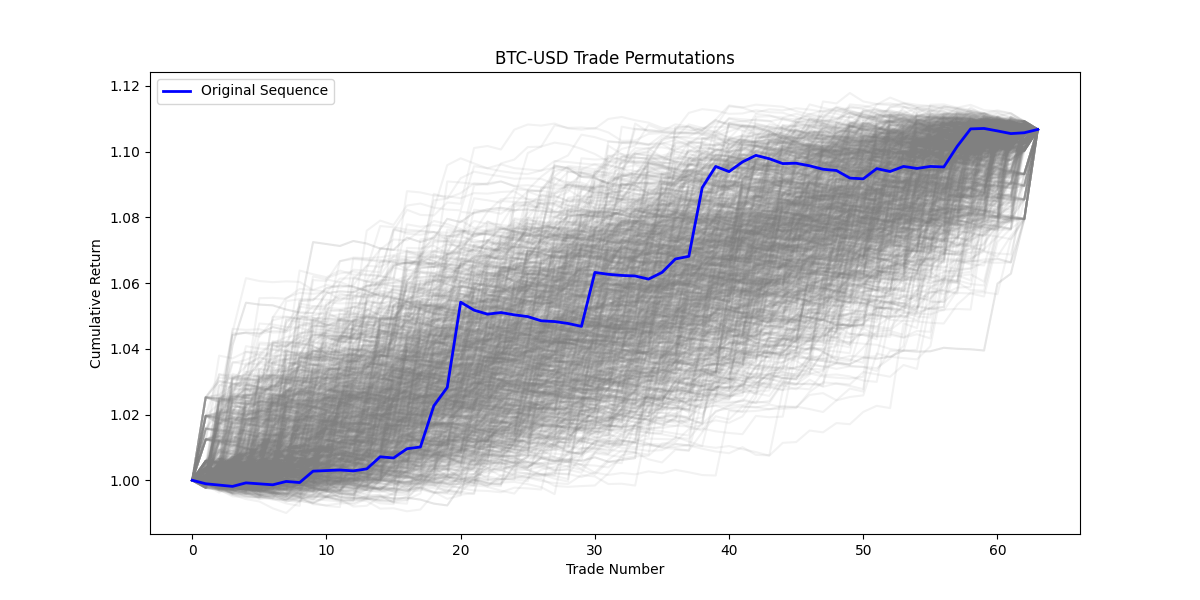 BTC-USD Trade Permutations
Original Sequence
Cumulative Return
1.12
1.10
1.08
1.06
1.04
1.02
1.00
0 10 20 30 40 50 60
Trade Number